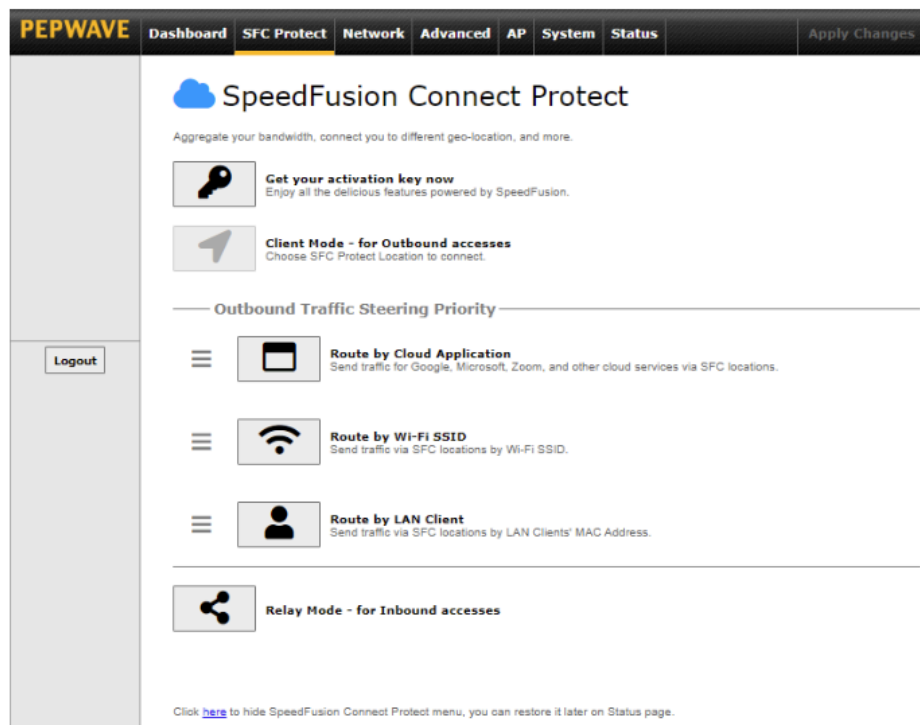 PEPWAVE Dashboard SFC Protect Network Advanced AP System Status Apply Changes
SpeedFusion Connect Protect
Aggregate your bandwidth, connect you to different geo-location, and more.
Get your activation key now
Enjoy all the delicious features powered by SpeedFusion.
Client Mode - for Outbound accesses
Choose SFC Protect Location to connect.
Outbound Traffic Steering Priority
Logout
Route by Cloud Application
Send traffic for Google, Microsoft, Zoom, and other cloud services via SFC locations.
Route by Wi-Fi SSID
Send traffic via SFC locations by Wi-Fi SSID.
Route by LAN Client
Send traffic via SFC locations by LAN Clients' MAC Address.
Relay Mode - for Inbound accesses
Click here to hide SpeedFusion Connect Protect menu, you can restore it later on Status page.